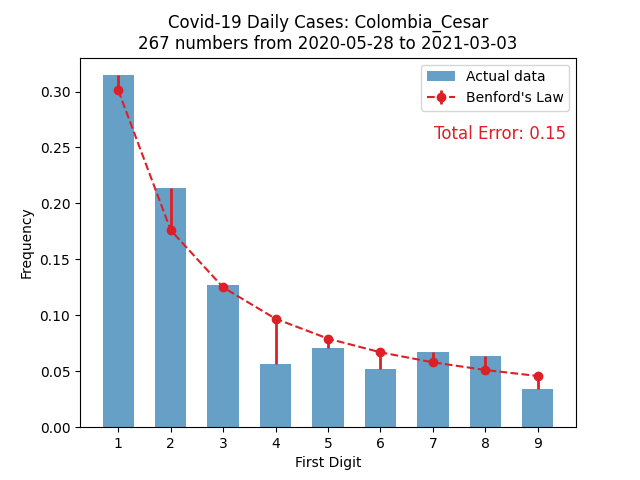 Covid-19 Daily Cases: Colombia_Cesar
267 numbers from 2020-05-28 to 2021-03-03
Actual data
Benford's Law
Total Error: 0.15
Frequency
0.30
0.25
0.20
0.15
0.10
0.05
0.00
1 2 3 4 5 6 7 8 9
First Digit